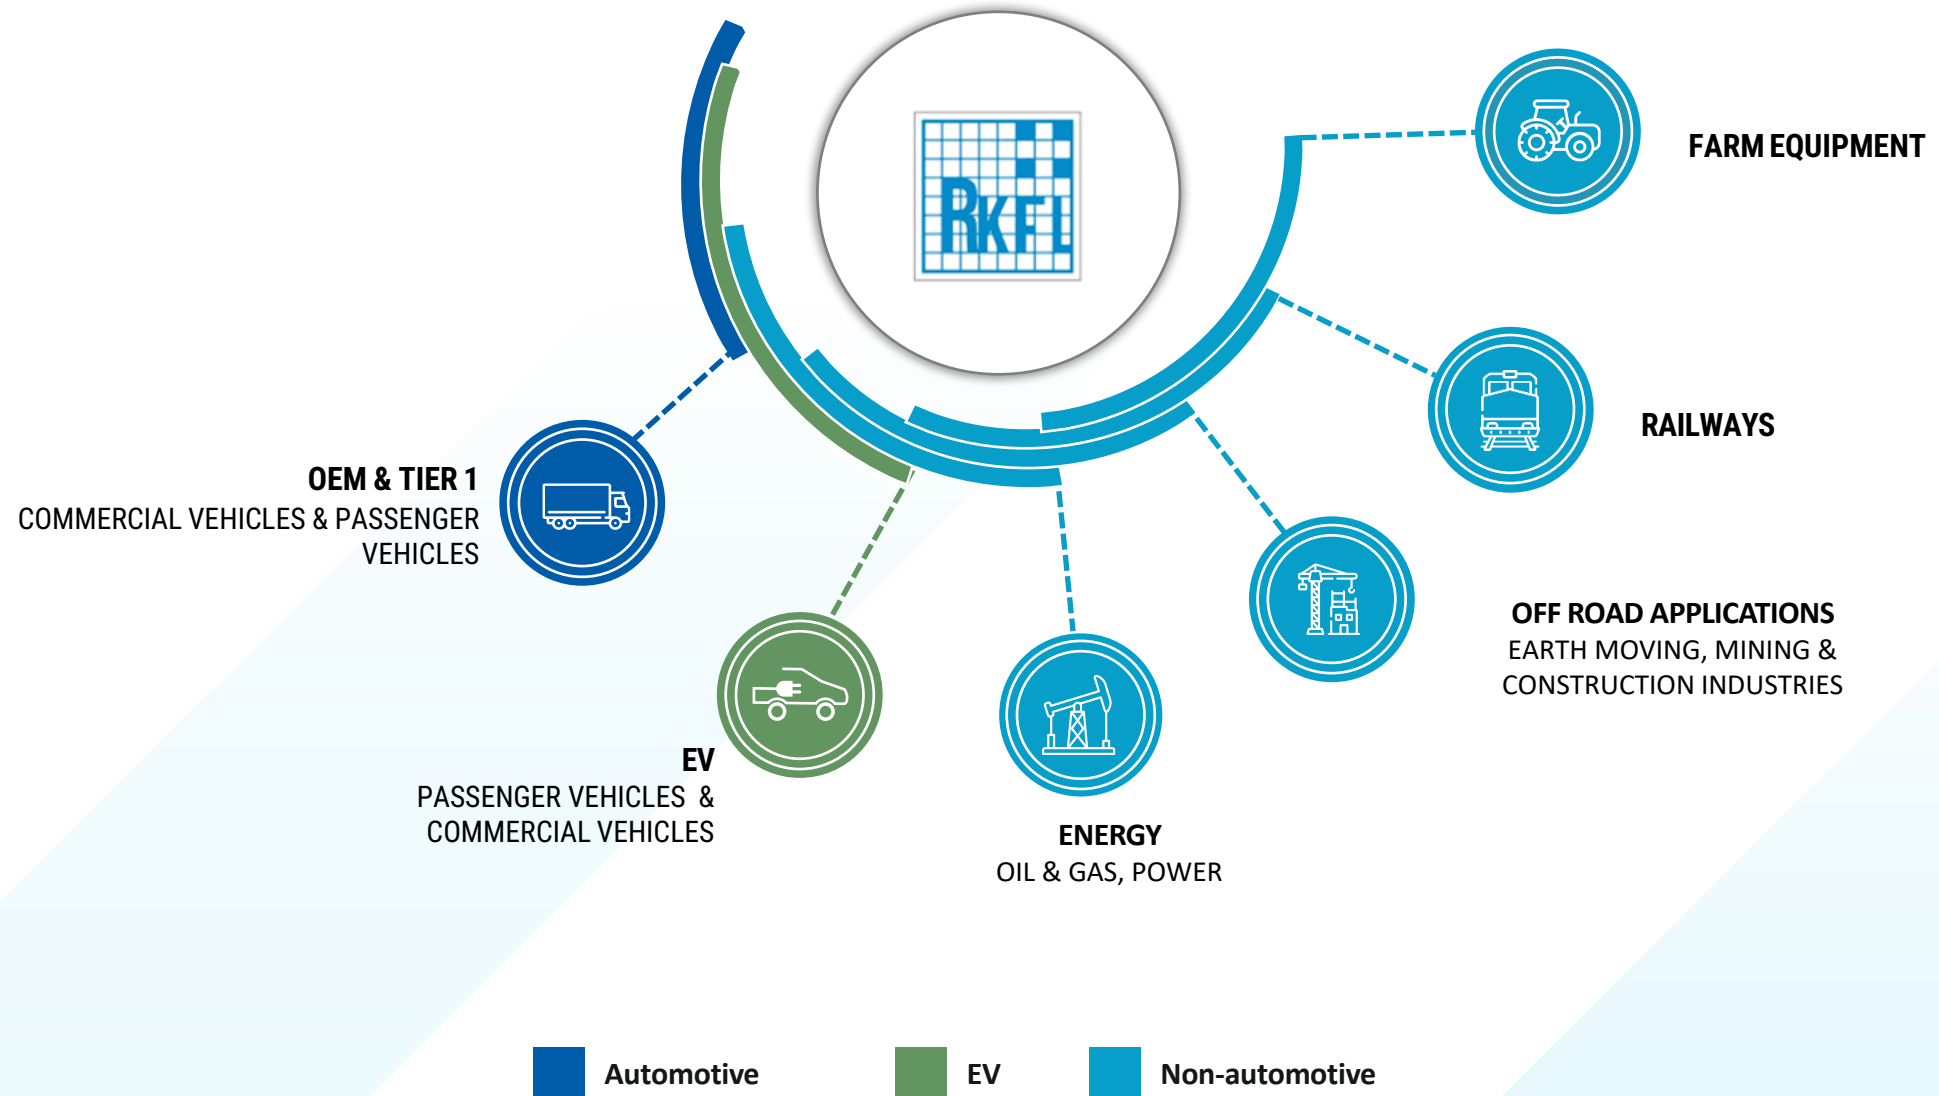 RKFL
FARM EQUIPMENT
RAILWAYS
OEM & TIER 1
COMMERCIAL VEHICLES & PASSENGER
VEHICLES
OFF ROAD APPLICATIONS
EARTH MOVING, MINING &
CONSTRUCTION INDUSTRIES
EV
PASSENGER VEHICLES &
COMMERCIAL VEHICLES
ENERGY
OIL & GAS, POWER
Automotive
EV
Non-automotive